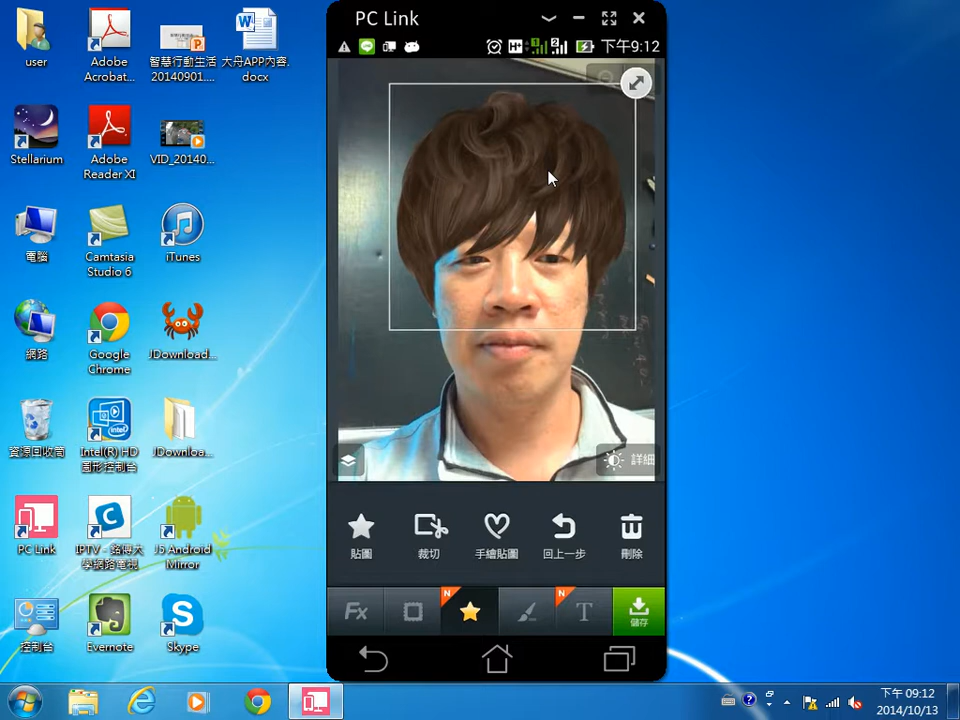 user
Adobe Acrobat...
智慧行動生活 20140901....
大舟APP內容.docx
Stellarium
Adobe Reader XI
VID_20140...
電腦
Camtasia Studio 6
iTunes
網路
Google Chrome
JDownload...
資源回收筒
Intel(R) HD 圖形控制台
JDownloa...
PC Link
IPTV - 銘傳大學網路電視
J5 Android Mirror
控制台
Evernote
Skype
PC Link
下午9:12
詳細
貼圖
裁切
手繪貼圖
回上一步
刪除
Fx
N
N
T
儲存
下午 09:12
2014/10/13